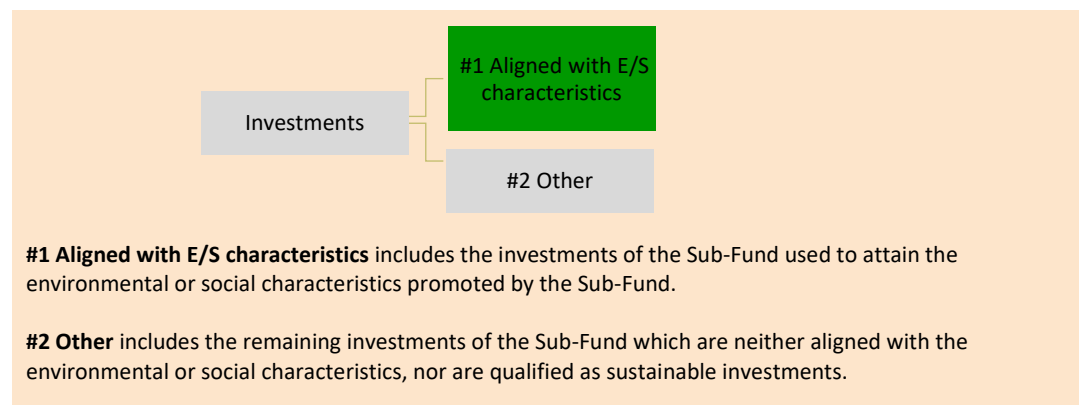 #1 Aligned with E/S
characteristics
Investments
#2 Other
#1 Aligned with E/S characteristics includes the investments of the Sub-Fund used to attain the
environmental or social characteristics promoted by the Sub-Fund.
#2 Other includes the remaining investments of the Sub-Fund which are neither aligned with the
environmental or social characteristics, nor are qualified as sustainable investments.